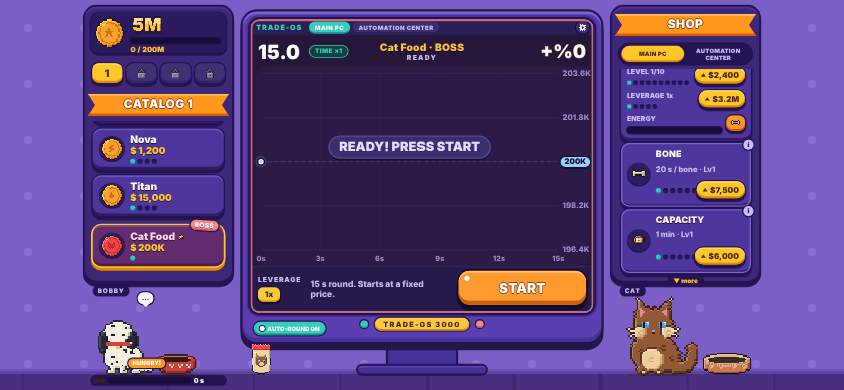 5M
0 / 200M
1
CATALOG 1
Nova
$ 1,200
Titan
$ 15,000
BOSS
Cat Food
$ 200K
BOBBY
...
HUNGRY!
0 s
TRADE-OS
MAIN PC
AUTOMATION CENTER
15.0
TIME ×1
Cat Food · BOSS
READY
+%0
203.6K
201.8K
READY! PRESS START
200K
198.2K
196.4K
0s
3s
6s
9s
12s
15s
LEVERAGE
1x
15 s round. Starts at a fixed
price.
START
AUTO-ROUND ON
TRADE-OS 3000
SHOP
MAIN PC
AUTOMATION
CENTER
LEVEL 1/10
$2,400
LEVERAGE 1x
$3.2M
ENERGY
BONE
20 s / bone · Lv1
$7,500
CAPACITY
1 min · Lv1
$6,000
▼ more
CAT